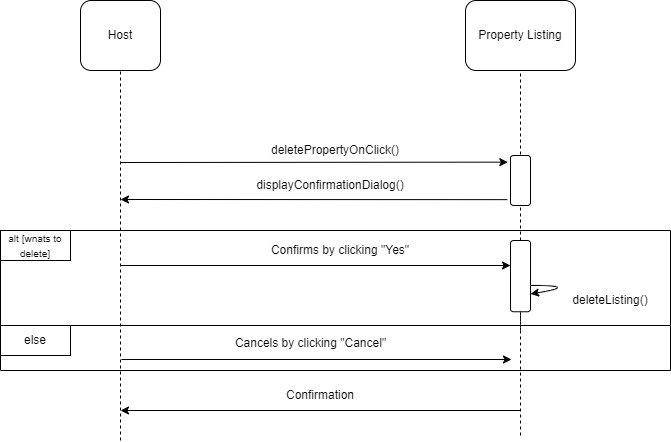 Host
Property Listing
deletePropertyOnClick()
displayConfirmationDialog()
alt [wnats to
delete]
Confirms by clicking "Yes"
deleteListing()
else
Cancels by clicking "Cancel"
Confirmation